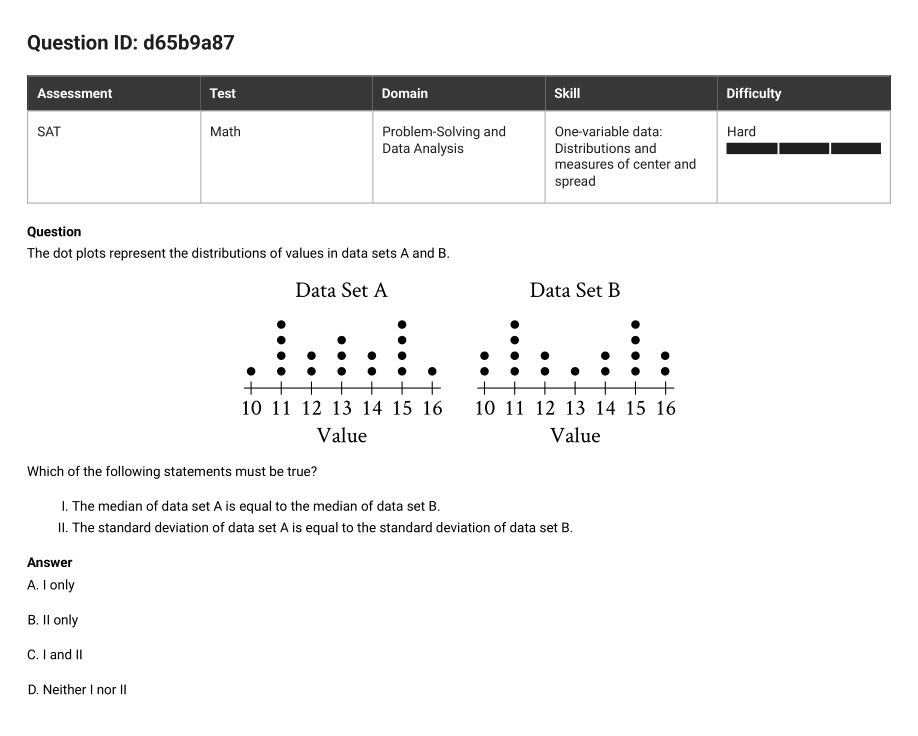 Question ID: d65b9a87
Assessment Test Domain Skill Difficulty
SAT Math Problem-Solving and Data Analysis One-variable data: Distributions and measures of center and spread Hard
Question
The dot plots represent the distributions of values in data sets A and B.
Data Set A Data Set B
10 11 12 13 14 15 16 10 11 12 13 14 15 16
Value Value
Which of the following statements must be true?
I. The median of data set A is equal to the median of data set B.
II. The standard deviation of data set A is equal to the standard deviation of data set B.
Answer
A. I only
B. II only
C. I and II
D. Neither I nor II